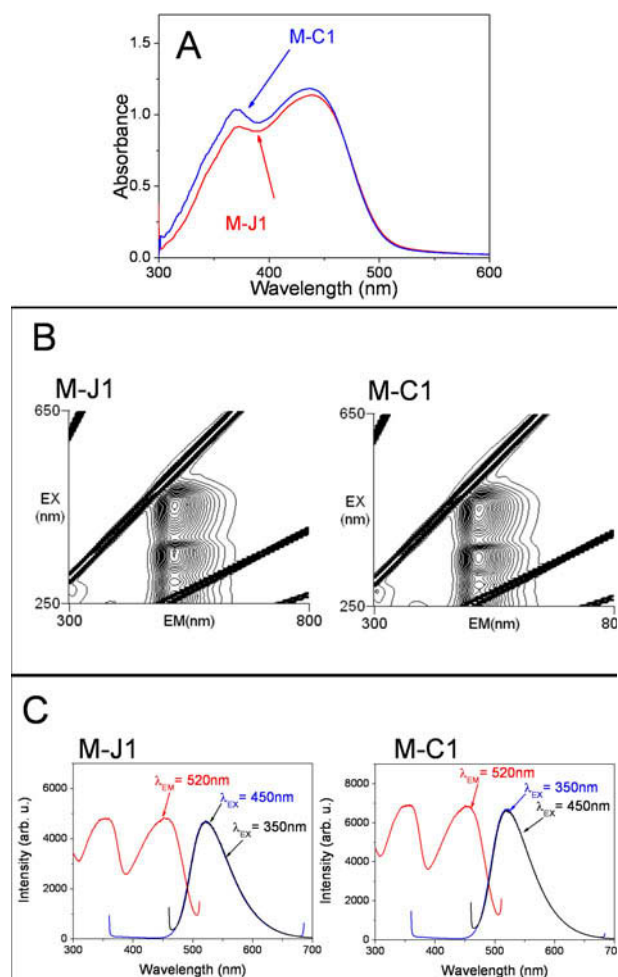 A
M-C1
M-J1
Absorbance
1.5
1.0
0.5
0.0
300 400 500 600
Wavelength (nm)
B
M-J1
650
EX
(nm)
250
300 EM(nm) 800
M-C1
650
EX
(nm)
250
300 EM(nm) 80
C
M-J1
λEM= 520nm
λEX= 450nm
λEX= 350nm
Intensity (arb. u.)
6000
4000
2000
0
300 400 500 600 700
Wavelength (nm)
M-C1
λEM= 520nm
λEX= 350nm
λEX= 450nm
Intensity (arb. u.)
8000
6000
4000
2000
0
300 400 500 600 700
Wavelength (nm)